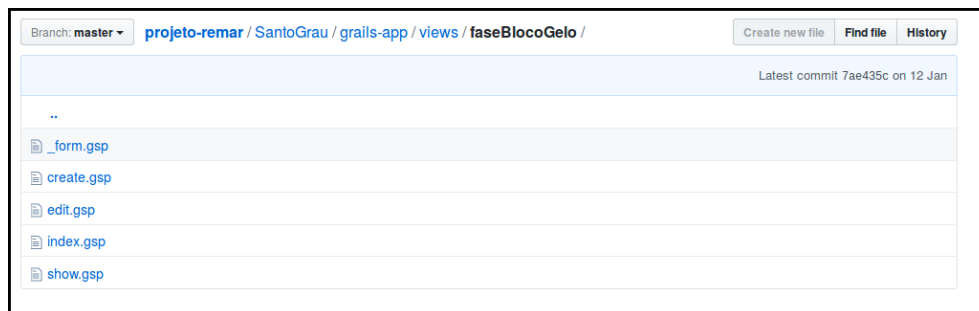 Branch: master projeto-remar / SantoGrau / grails-app / views / faseBlocoGelo / Create new file Find file History
Latest commit 7ae435c on 12 Jan
..
_form.gsp
create.gsp
edit.gsp
index.gsp
show.gsp